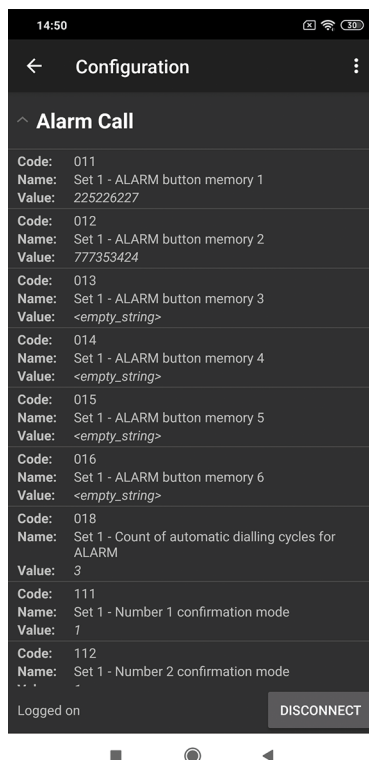 14:50
30
Configuration
Alarm Call
Code: 011
Name: Set 1 - ALARM button memory 1
Value: 225226227
Code: 012
Name: Set 1 - ALARM button memory 2
Value: 777353424
Code: 013
Name: Set 1 - ALARM button memory 3
Value: <empty_string>
Code: 014
Name: Set 1 - ALARM button memory 4
Value: <empty_string>
Code: 015
Name: Set 1 - ALARM button memory 5
Value: <empty_string>
Code: 016
Name: Set 1 - ALARM button memory 6
Value: <empty_string>
Code: 018
Name: Set 1 - Count of automatic dialling cycles for
ALARM
Value: 3
Code: 111
Name: Set 1 - Number 1 confirmation mode
Value: 1
Code: 112
Name: Set 1 - Number 2 confirmation mode
Logged on
DISCONNECT